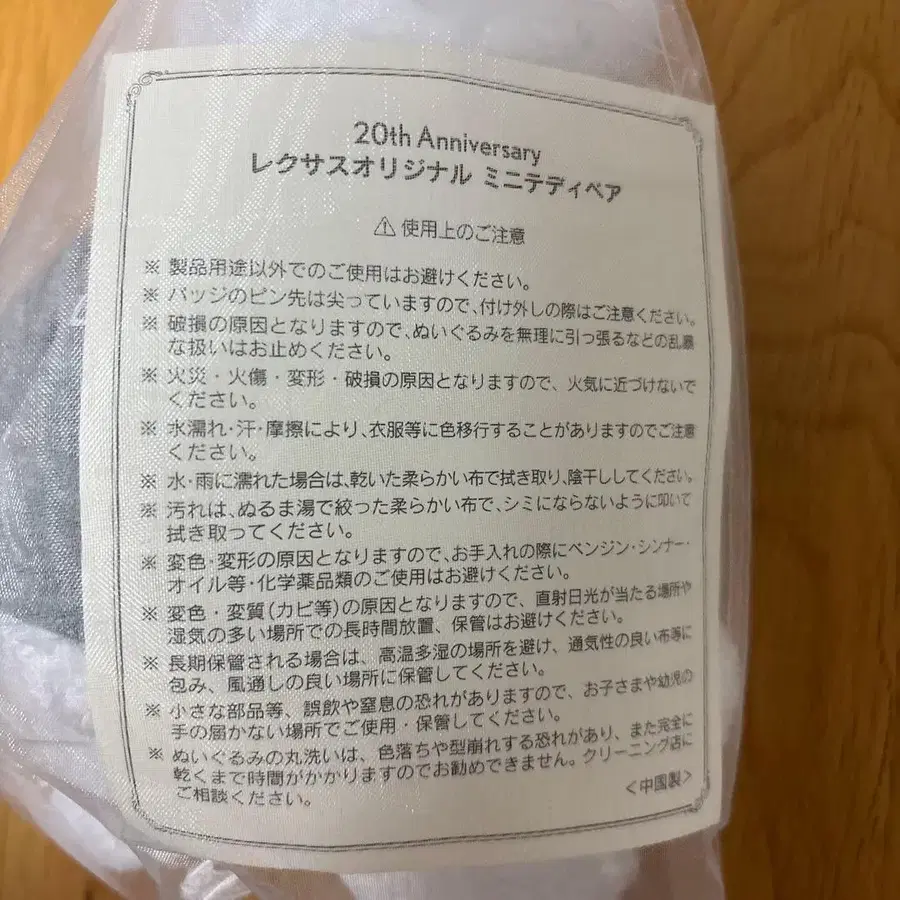 20th Anniversary
レクサスオリジナル ミニテディベア
⚠ 使用上のご注意
※ 製品用途以外でのご使用はお避けください。
※ バッジのピン先は尖っていますので、付け外しの際はご注意ください。
※ 破損の原因となりますので、ぬいぐるみを無理に引っ張るなどの乱暴
な扱いはお止めください。
※ 火災・火傷・変形・破損の原因となりますので、火気に近づけないで
ください。
※ 水濡れ・汗・摩擦により、衣服等に色移行することがありますのでご注意
ください。
※ 水・雨に濡れた場合は、乾いた柔らかい布で拭き取り、陰干ししてください。
※ 汚れは、ぬるま湯で絞った柔らかい布で、シミにならないように叩いて
拭き取ってください。
※ 変色・変形の原因となりますので、お手入れの際にベンジン・シンナー・
オイル等・化学薬品類のご使用はお避けください。
※ 変色・変質(カビ等)の原因となりますので、直射日光が当たる場所や
湿気の多い場所での長時間放置、保管はお避けください。
※ 長期保管される場合は、高温多湿の場所を避け、通気性の良い布等に
包み、風通しの良い場所に保管してください。
※ 小さな部品等、誤飲や窒息の恐れがありますので、お子さまや幼児の
手の届かない場所でご使用・保管してください。
※ ぬいぐるみの丸洗いは、色落ちや型崩れする恐れがあり、また完全に
乾くまで時間がかかりますのでお勧めできません。クリーニング店に
ご相談ください。
<中国製>